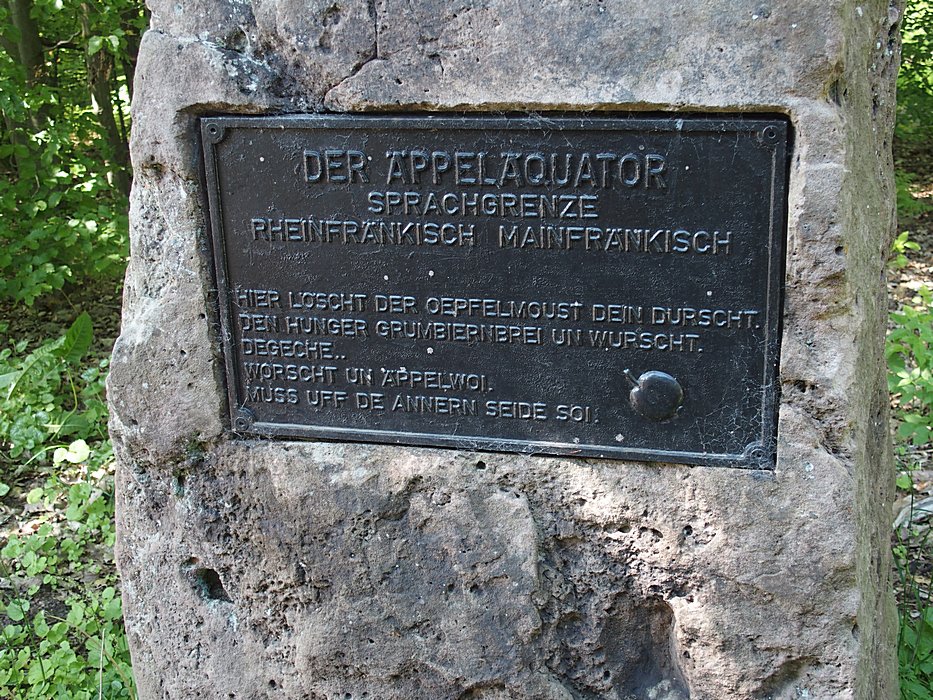 DER ÄPPELÄQUATOR
SPRACHGRENZE
RHEINFRÄNKISCH MAINFRÄNKISCH
HIER LÖSCHT DER OEPFELMOUST DEIN DURSCHT.
DEN HUNGER GRUMBIERNBREI UN WURSCHT.
DEGECHE..
WORSCHT UN ÄPPELWOI.
MUSS UFF DE ANNERN SEIDE SOI.